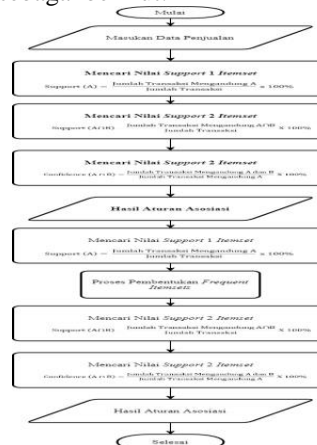 Mulai
Masukan Data Penjualan
Mencari Nilai Support 1 Itemset
Support (A) = Jumlah Transaksi Mengandung A / Jumlah Transaksi x 100%
Mencari Nilai Support 2 Itemset
Support (A∩B) Jumlah Transaksi Mengandung A∩B / Jumlah Transaksi X 100%
Mencari Nilai Support 2 Itemset
Confidence (A∩B) = Jumlah Transaksi Mengandung A dan B / Jumlah Transaksi Mengandung A X 100%
Hasil Aturan Asosiasi
Mencari Nilai Support 1 Itemset
Support (A) = Jumlah Transaksi Mengandung A / Jumlah Transaksi x 100%
Proses Pembentukan Frequent
Itemsets
Mencari Nilai Support 2 Itemset
Support (A∩B) Jumlah Transaksi Mengandung A∩B / Jumlah Transaksi X 100%
Mencari Nilai Support 2 Itemset
Confidence (A∩B) = Jumlah Transaksi Mengandung A dan B / Jumlah Transaksi Mengandung A X 100%
Hasil Aturan Asosiasi
Selesai